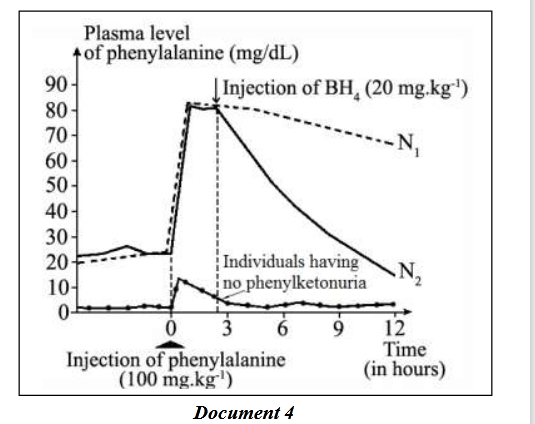 Plasma level
of phenylalanine (mg/dL)
90
80
70
60
50
40
30
20
10
0
Injection of BH₄ (20 mg.kg⁻¹)
N₁
Individuals having
no phenylketonuria
N₂
0 3 6 9 12
Time
(in hours)
Injection of phenylalanine
(100 mg.kg⁻¹)
Document 4